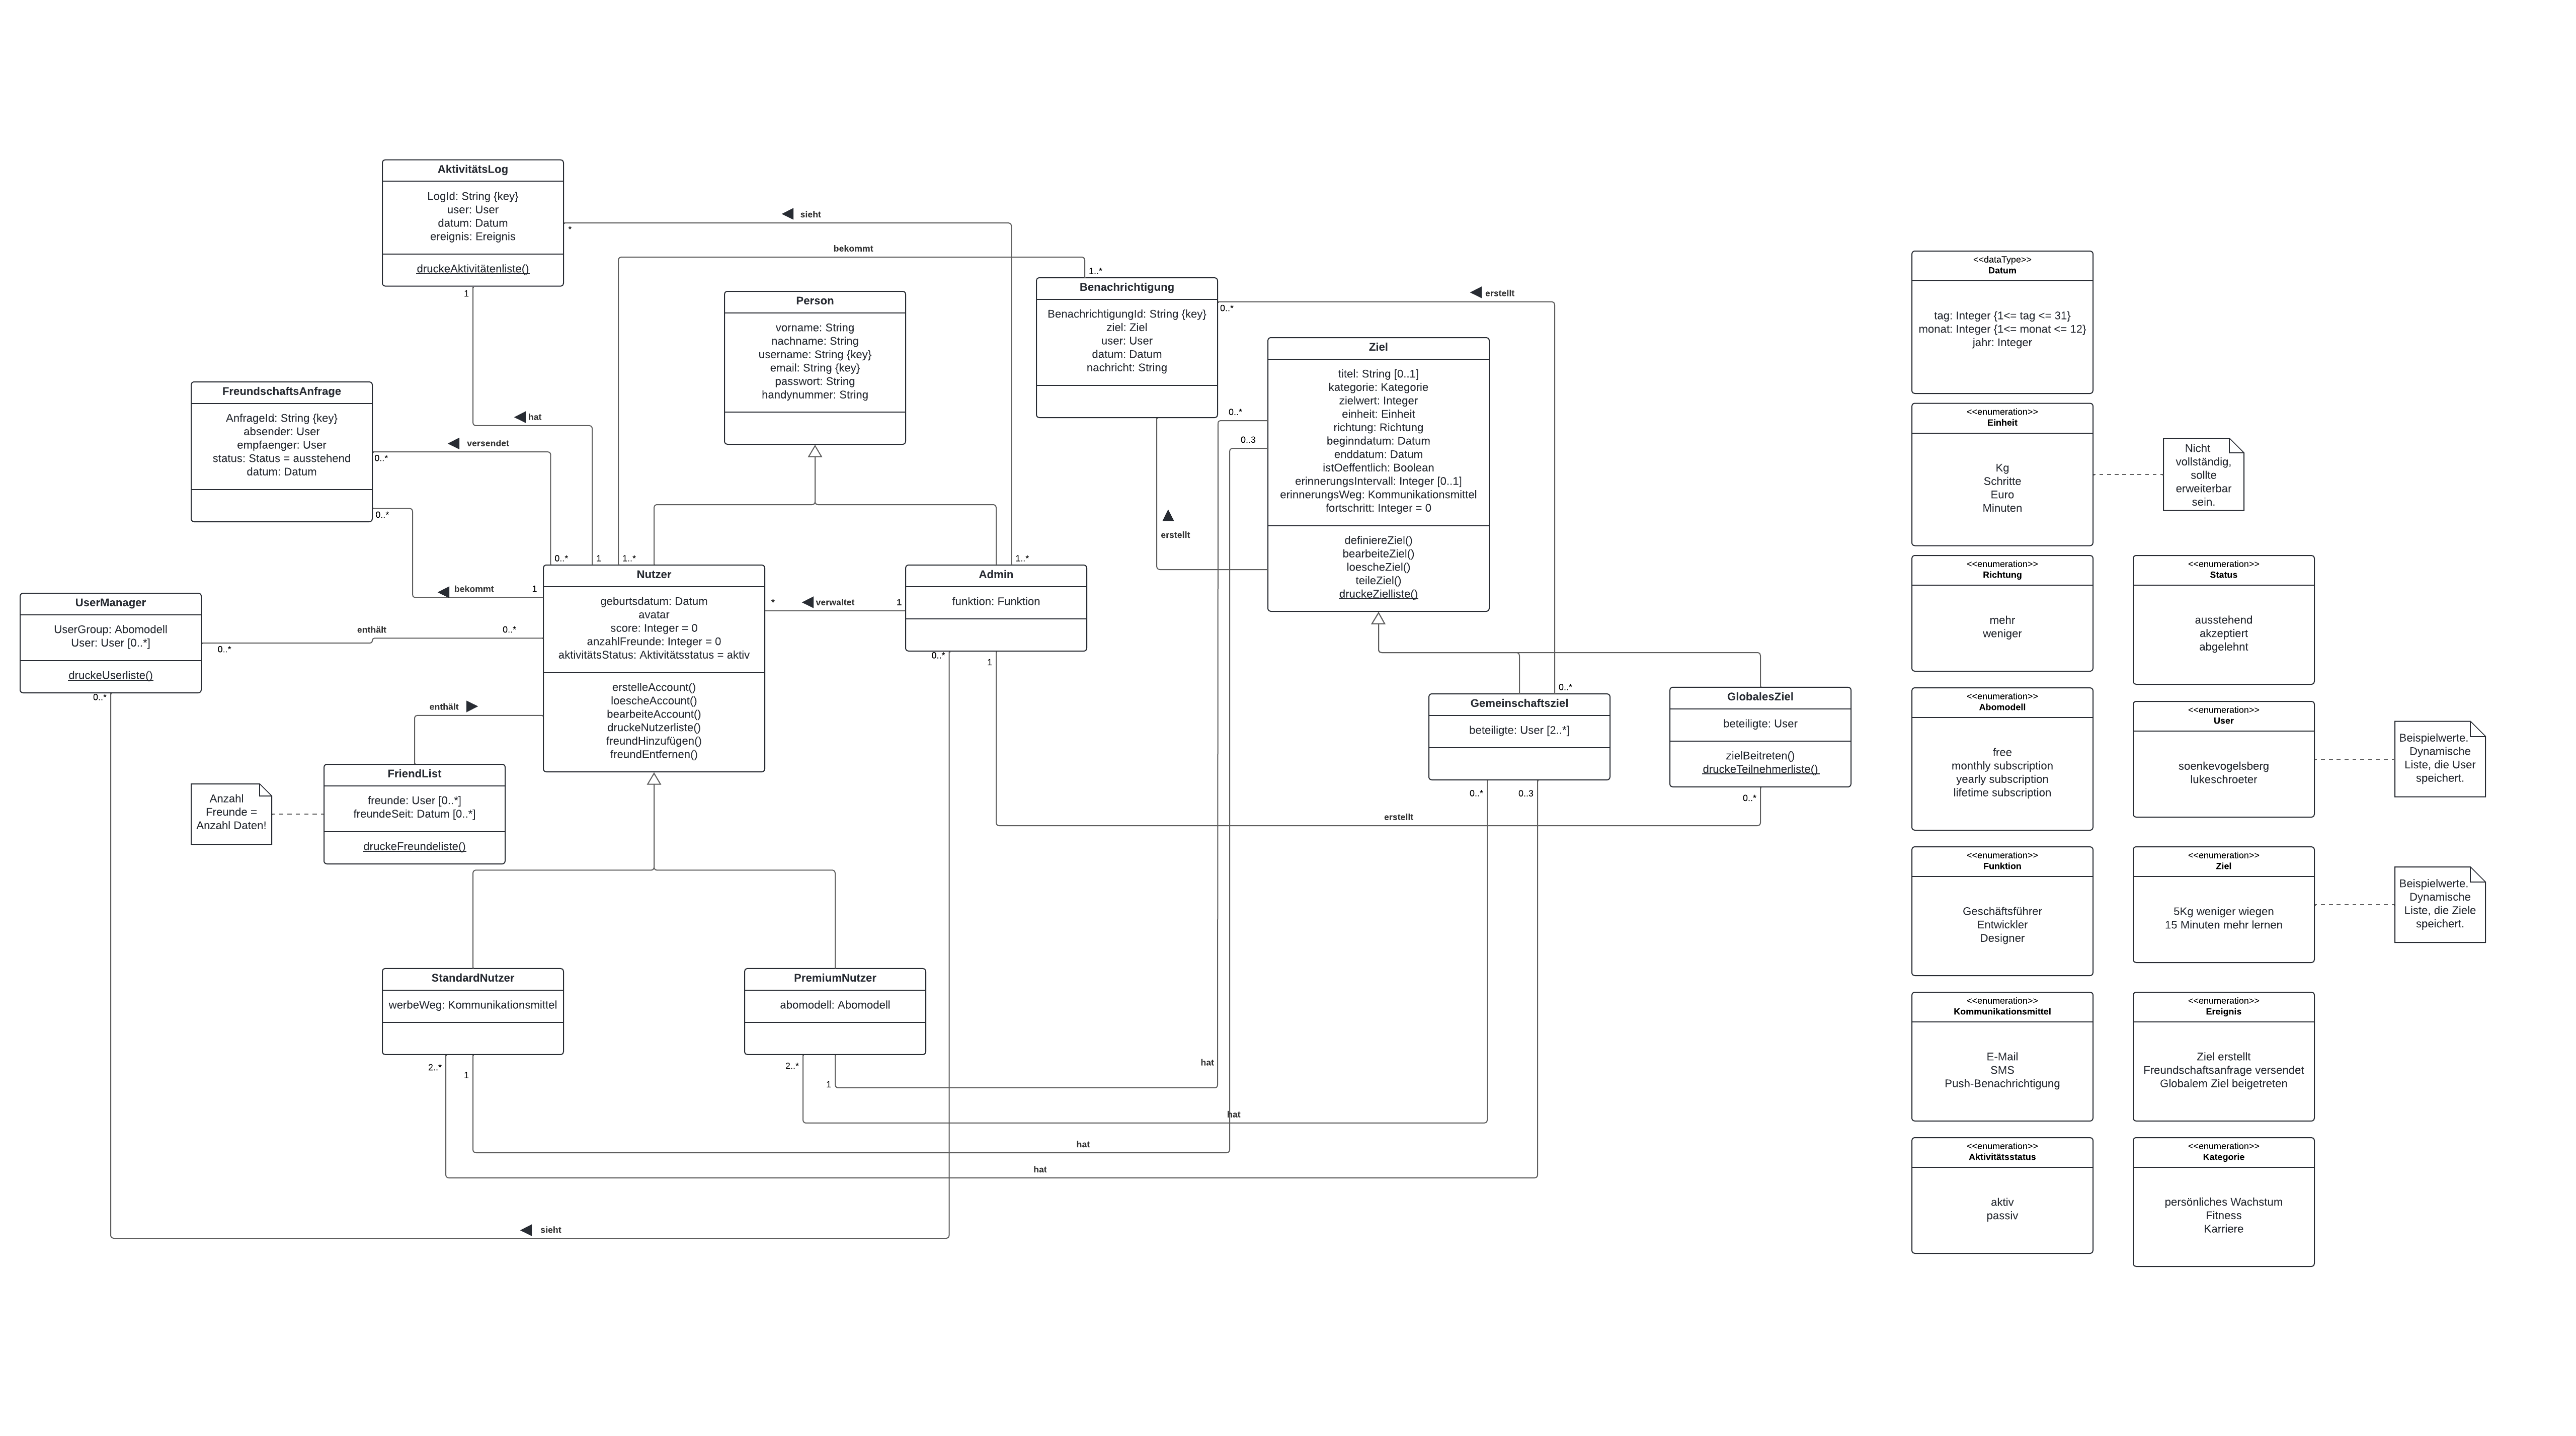 AktivitätsLog
LogId: String {key}
user: User
datum: Datum
ereignis: Ereignis
druckeAktivitätenliste()
1
*
sieht
bekommt
1..*
Person
vorname: String
nachname: String
username: String {key}
email: String {key}
passwort: String
handynummer: String
Benachrichtigung
BenachrichtigungId: String {key}
ziel: Ziel
user: User
datum: Datum
nachricht: String
0..*
erstellt
Ziel
titel: String [0..1]
kategorie: Kategorie
zielwert: Integer
einheit: Einheit
richtung: Richtung
beginndatum: Datum
enddatum: Datum
istOeffentlich: Boolean
erinnerungsIntervall: Integer [0..1]
erinnerungsWeg: Kommunikationsmittel
fortschritt: Integer = 0
definiereZiel()
bearbeiteZiel()
loescheZiel()
teileZiel()
druckeZielliste()
0..*
0..3
erstellt
FreundschaftsAnfrage
AnfrageId: String {key}
absender: User
empfaenger: User
status: Status = ausstehend
datum: Datum
hat
versendet
0..*
0..*
bekommt
1
0..*
1
1..*
1..*
UserManager
UserGroup: Abomodell
User: User [0..*]
druckeUserliste()
enthält
0..*
0..*
0..*
Nutzer
geburtsdatum: Datum
avatar
score: Integer = 0
anzahlFreunde: Integer = 0
aktivitätsStatus: Aktivitätsstatus = aktiv
erstelleAccount()
loescheAccount()
bearbeiteAccount()
druckeNutzerliste()
freundHinzufügen()
freundEntfernen()
*
verwaltet
1
Admin
funktion: Funktion
0..*
1
enthält
FriendList
freunde: User [0..*]
freundeSeit: Datum [0..*]
druckeFreundeliste()
Anzahl
Freunde =
Anzahl Daten!
0..*
Gemeinschaftsziel
beteiligte: User [2..*]
0..*
0..3
GlobalesZiel
beteiligte: User
zielBeitreten()
druckeTeilnehmerliste()
0..*
erstellt
StandardNutzer
werbeWeg: Kommunikationsmittel
2..*
1
PremiumNutzer
abomodell: Abomodell
2..*
1
hat
hat
hat
hat
sieht
<<dataType>>
Datum
tag: Integer {1<= tag <= 31}
monat: Integer {1<= monat <= 12}
jahr: Integer
<<enumeration>>
Einheit
Kg
Schritte
Euro
Minuten
Nicht
vollständig,
sollte
erweiterbar
sein.
<<enumeration>>
Richtung
mehr
weniger
<<enumeration>>
Status
ausstehend
akzeptiert
abgelehnt
<<enumeration>>
Abomodell
free
monthly subscription
yearly subscription
lifetime subscription
<<enumeration>>
User
soenkevogelsberg
lukeschroeter
Beispielwerte.
Dynamische
Liste, die User
speichert.
<<enumeration>>
Funktion
Geschäftsführer
Entwickler
Designer
<<enumeration>>
Ziel
5Kg weniger wiegen
15 Minuten mehr lernen
Beispielwerte.
Dynamische
Liste, die Ziele
speichert.
<<enumeration>>
Kommunikationsmittel
E-Mail
SMS
Push-Benachrichtigung
<<enumeration>>
Ereignis
Ziel erstellt
Freundschaftsanfrage versendet
Globalem Ziel beigetreten
<<enumeration>>
Aktivitätsstatus
aktiv
passiv
<<enumeration>>
Kategorie
persönliches Wachstum
Fitness
Karriere